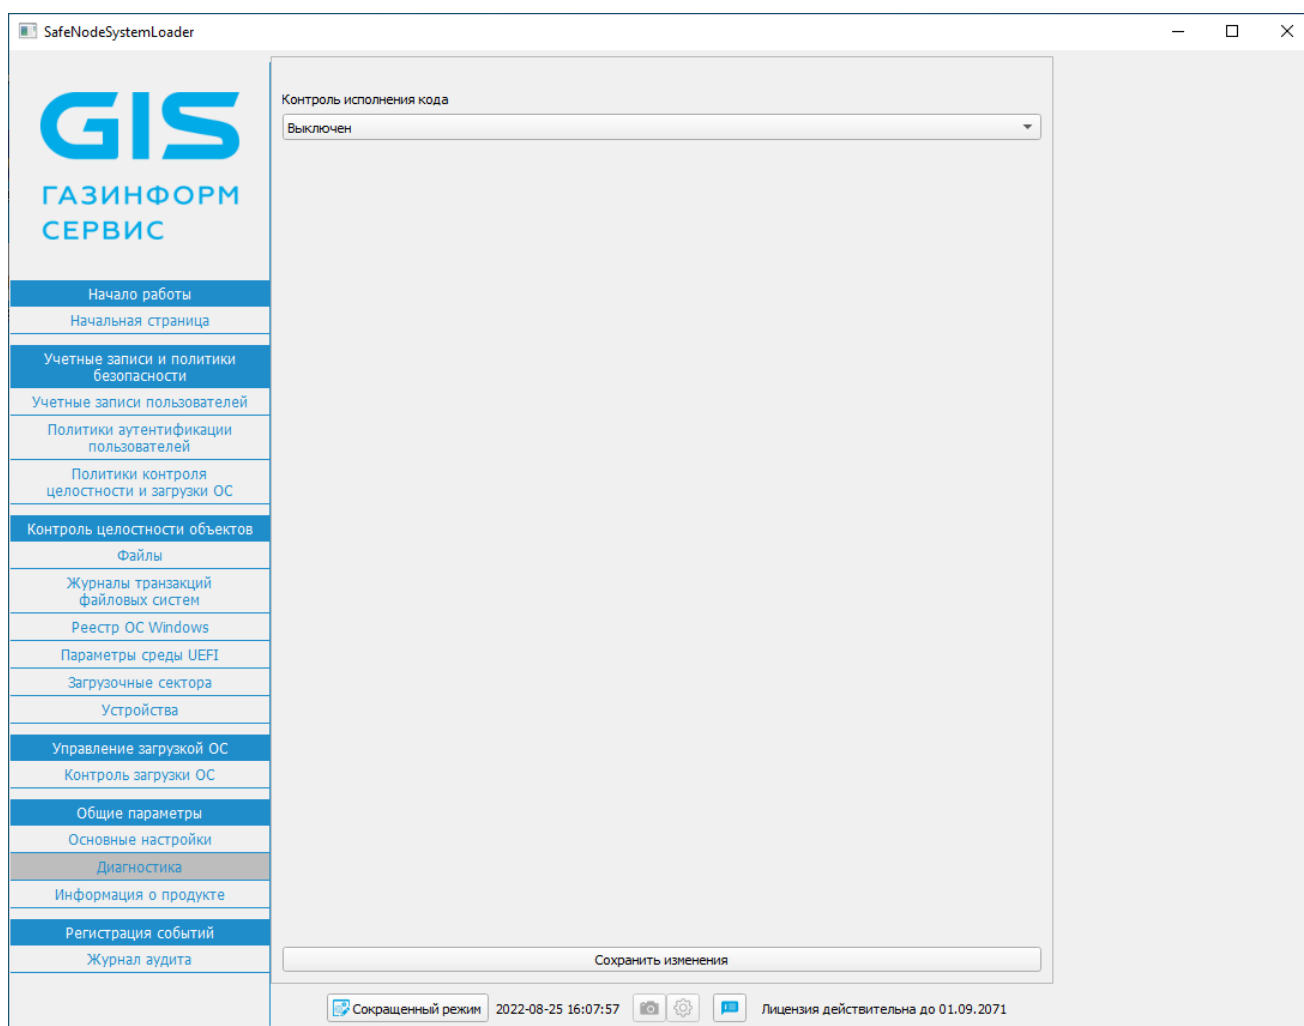 SafeNodeSystemLoader
GIS
ГАЗИНФОРМ
СЕРВИС
Начало работы
Начальная страница
Учетные записи и политики
безопасности
Учетные записи пользователей
Политики аутентификации
пользователей
Политики контроля
целостности и загрузки ОС
Контроль целостности объектов
Файлы
Журналы транзакций
файловых систем
Реестр ОС Windows
Параметры среды UEFI
Загрузочные сектора
Устройства
Управление загрузкой ОС
Контроль загрузки ОС
Общие параметры
Основные настройки
Диагностика
Информация о продукте
Регистрация событий
Журнал аудита
Контроль исполнения кода
Выключен
Сохранить изменения
Сокращенный режим 2022-08-25 16:07:57 Лицензия действительна до 01.09.2071